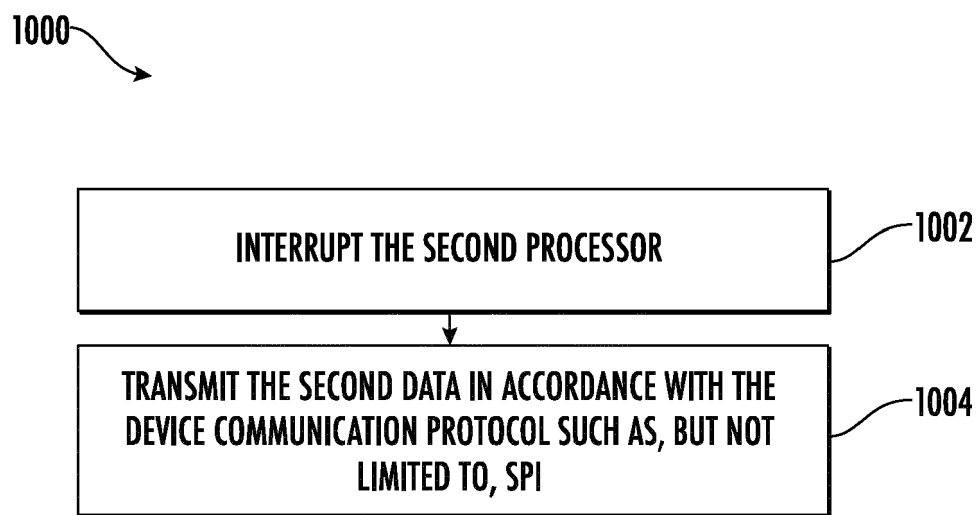 1000
INTERRUPT THE SECOND PROCESSOR
1002
TRANSMIT THE SECOND DATA IN ACCORDANCE WITH THE
DEVICE COMMUNICATION PROTOCOL SUCH AS, BUT NOT
LIMITED TO, SPI
1004